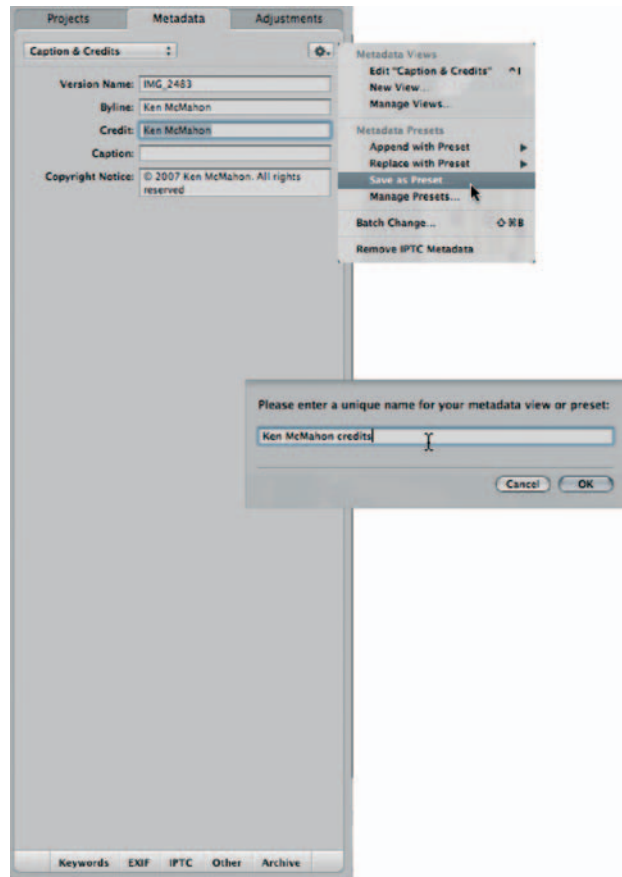 Projects Metadata Adjustments
Caption & Credits
Version Name: IMG_2483
Byline: Ken McMahon
Credit: Ken McMahon
Caption:
Copyright Notice: © 2007 Ken McMahon. All rights
reserved
Metadata Views
Edit "Caption & Credits" ^I
New View...
Manage Views...
Metadata Presets
Append with Preset
Replace with Preset
Save as Preset...
Manage Presets...
Batch Change... ⇧⌘B
Remove IPTC Metadata
Please enter a unique name for your metadata view or preset:
Ken McMahon credits
Cancel OK
Keywords EXIF IPTC Other Archive